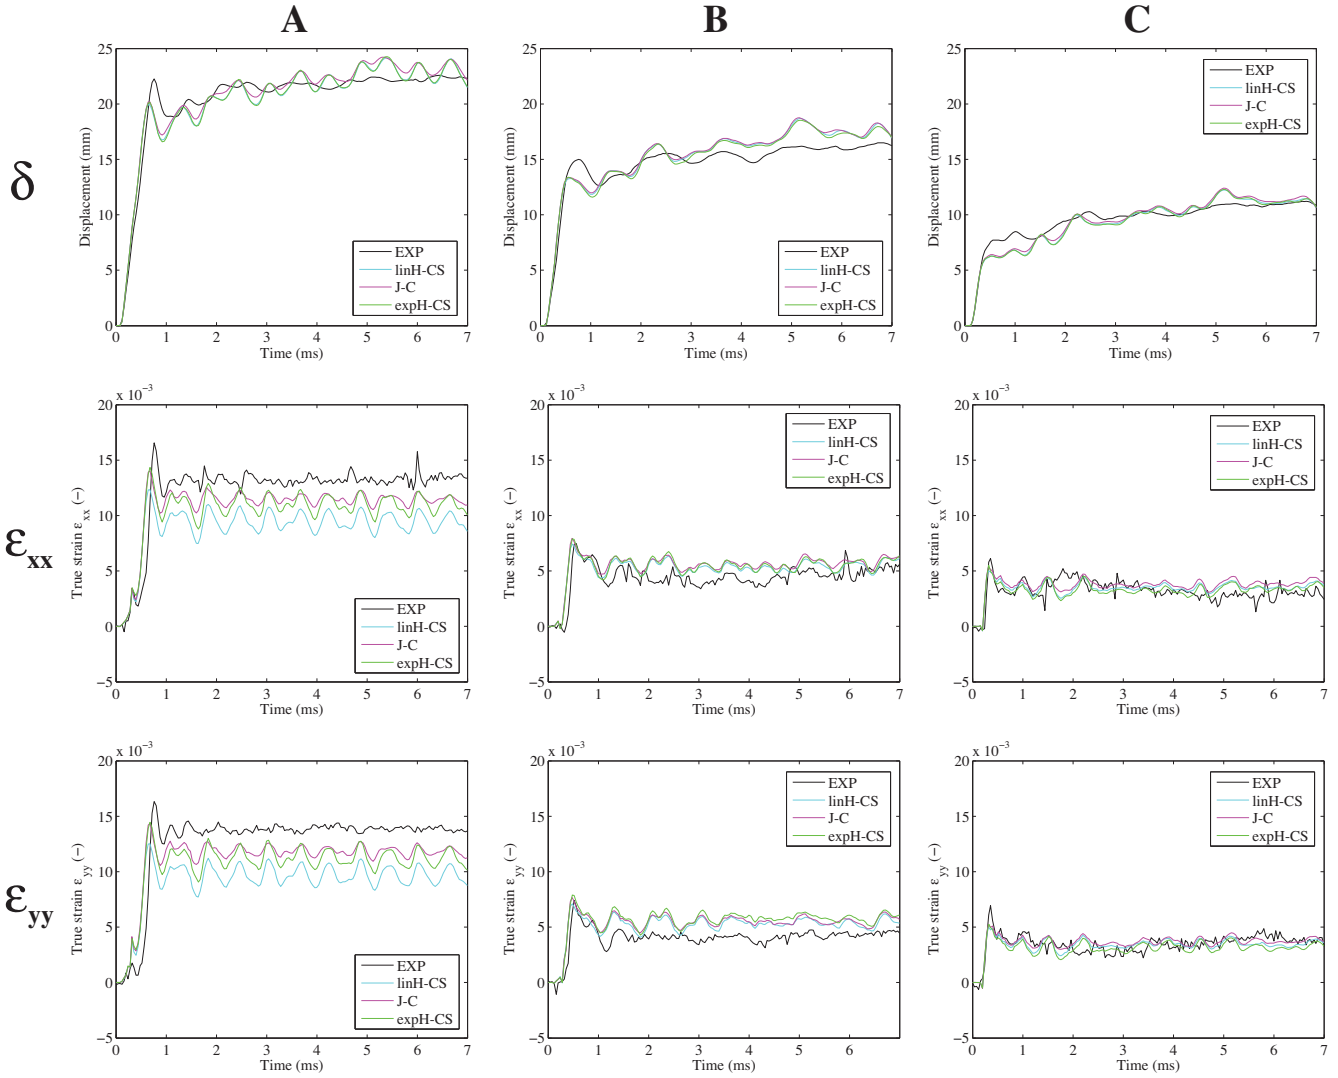 A B C
δ
25
20
15
10
5
0
Displacement (mm)
0 1 2 3 4 5 6 7
Time (ms)
EXP
linH-CS
J-C
expH-CS
25
20
15
10
5
0
Displacement (mm)
0 1 2 3 4 5 6 7
Time (ms)
EXP
linH-CS
J-C
expH-CS
25
20
15
10
5
0
Displacement (mm)
0 1 2 3 4 5 6 7
Time (ms)
EXP
linH-CS
J-C
expH-CS
εxx
x 10⁻³
20
15
10
5
0
−5
True strain ε xx (−)
0 1 2 3 4 5 6 7
Time (ms)
EXP
linH-CS
J-C
expH-CS
x 10⁻³
20
15
10
5
0
−5
True strain ε xx (−)
0 1 2 3 4 5 6 7
Time (ms)
EXP
linH-CS
J-C
expH-CS
x 10⁻³
20
15
10
5
0
−5
True strain ε xx (−)
0 1 2 3 4 5 6 7
Time (ms)
EXP
linH-CS
J-C
expH-CS
εyy
x 10⁻³
20
15
10
5
0
−5
True strain ε yy (−)
0 1 2 3 4 5 6 7
Time (ms)
EXP
linH-CS
J-C
expH-CS
x 10⁻³
20
15
10
5
0
−5
True strain ε yy (−)
0 1 2 3 4 5 6
Time (ms)
EXP
linH-CS
J-C
expH-CS
x 10⁻³
20
15
10
5
0
−5
True strain ε yy (−)
0 1 2 3 4 5 6 7
Time (ms)
EXP
linH-CS
J-C
expH-CS